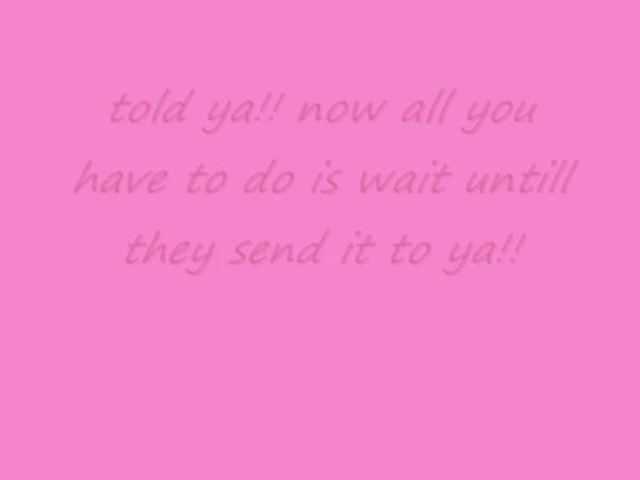 told ya!! now all you
have to do is wait untill
they send it to ya!!